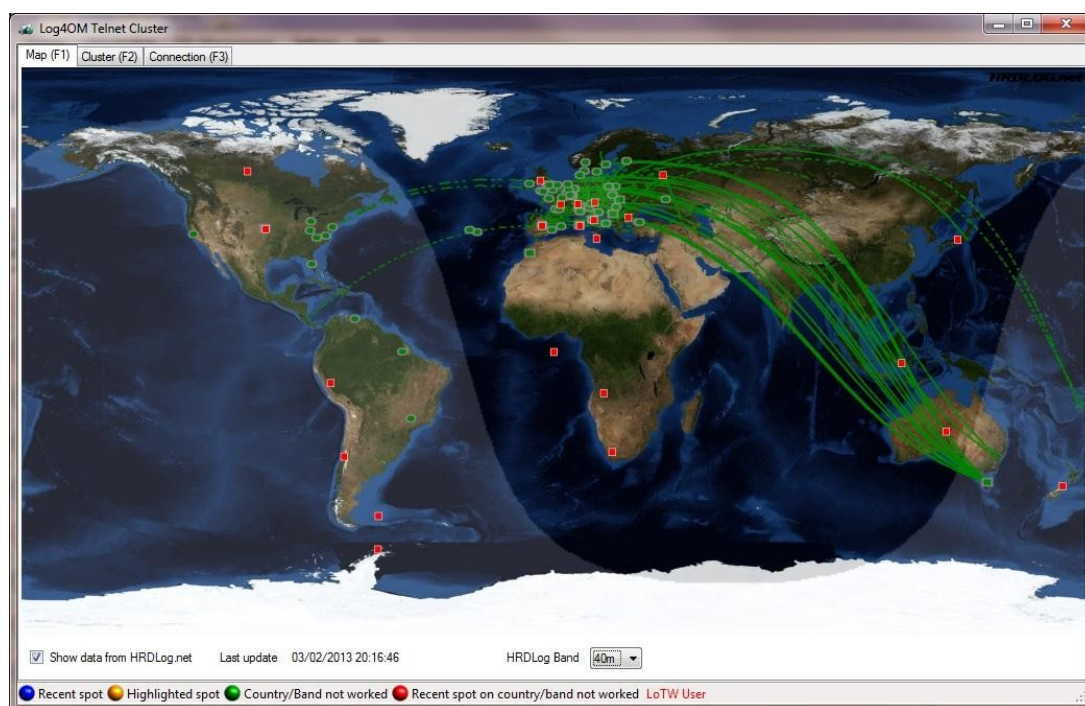 Log4OM Telnet Cluster
Map (F1) Cluster (F2) Connection (F3)
HRDLOG.net
Show data from HRDLog.net Last update 03/02/2013 20:16:46 HRDLog Band 40m
Recent spot Highlighted spot Country/Band not worked Recent spot on country/band not worked LoTW User